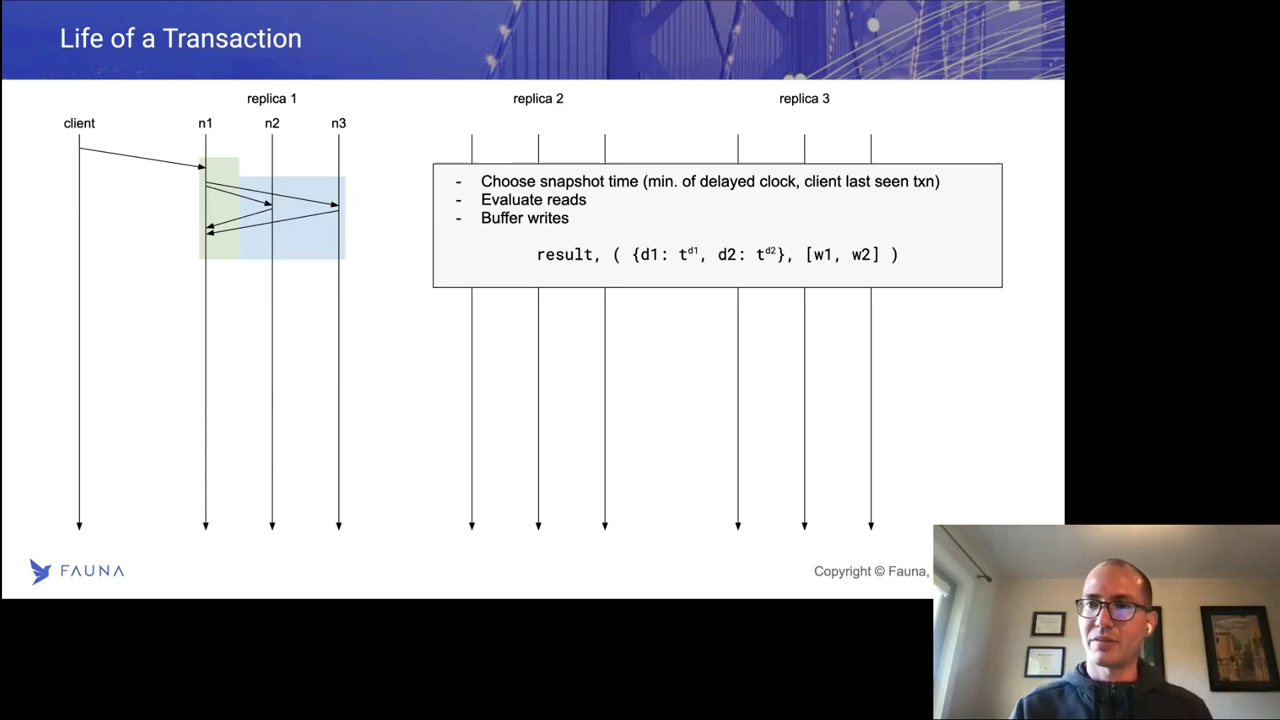 Life of a Transaction
replica 1
replica 2
replica 3
client
n1
n2
n3
- Choose snapshot time (min. of delayed clock, client last seen txn)
- Evaluate reads
- Buffer writes
result, ( {d1: t^d1, d2: t^d2}, [w1, w2] )
FAUNA
Copyright © Fauna,